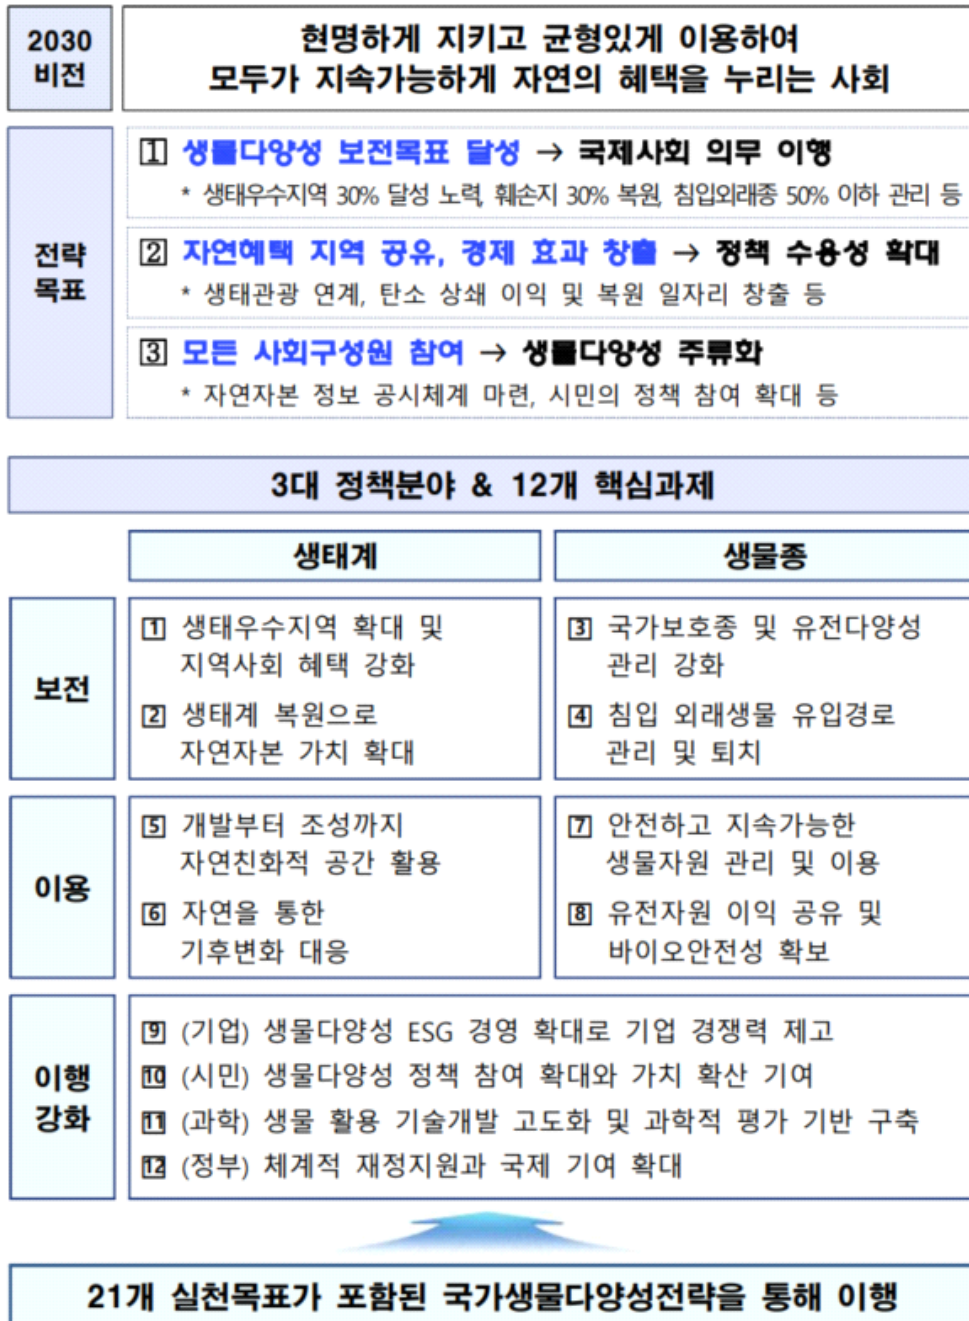 2030
비전
현명하게 지키고 균형있게 이용하여
모두가 지속가능하게 자연의 혜택을 누리는 사회
전략
목표
1 생물다양성 보전목표 달성 → 국제사회 의무 이행
* 생태우수지역 30% 달성 노력, 훼손지 30% 복원, 침입외래종 50% 이하 관리 등
2 자연혜택 지역 공유, 경제 효과 창출 → 정책 수용성 확대
* 생태관광 연계, 탄소 상쇄 이익 및 복원 일자리 창출 등
3 모든 사회구성원 참여 → 생물다양성 주류화
* 자연자본 정보 공시체계 마련, 시민의 정책 참여 확대 등
3대 정책분야 & 12개 핵심과제
생태계
생물종
보전
1 생태우수지역 확대 및
지역사회 혜택 강화
2 생태계 복원으로
자연자본 가치 확대
3 국가보호종 및 유전다양성
관리 강화
4 침입 외래생물 유입경로
관리 및 퇴치
이용
5 개발부터 조성까지
자연친화적 공간 활용
6 자연을 통한
기후변화 대응
7 안전하고 지속가능한
생물자원 관리 및 이용
8 유전자원 이익 공유 및
바이오안전성 확보
이행
강화
9 (기업) 생물다양성 ESG 경영 확대로 기업 경쟁력 제고
10 (시민) 생물다양성 정책 참여 확대와 가치 확산 기여
11 (과학) 생물 활용 기술개발 고도화 및 과학적 평가 기반 구축
12 (정부) 체계적 재정지원과 국제 기여 확대
21개 실천목표가 포함된 국가생물다양성전략을 통해 이행